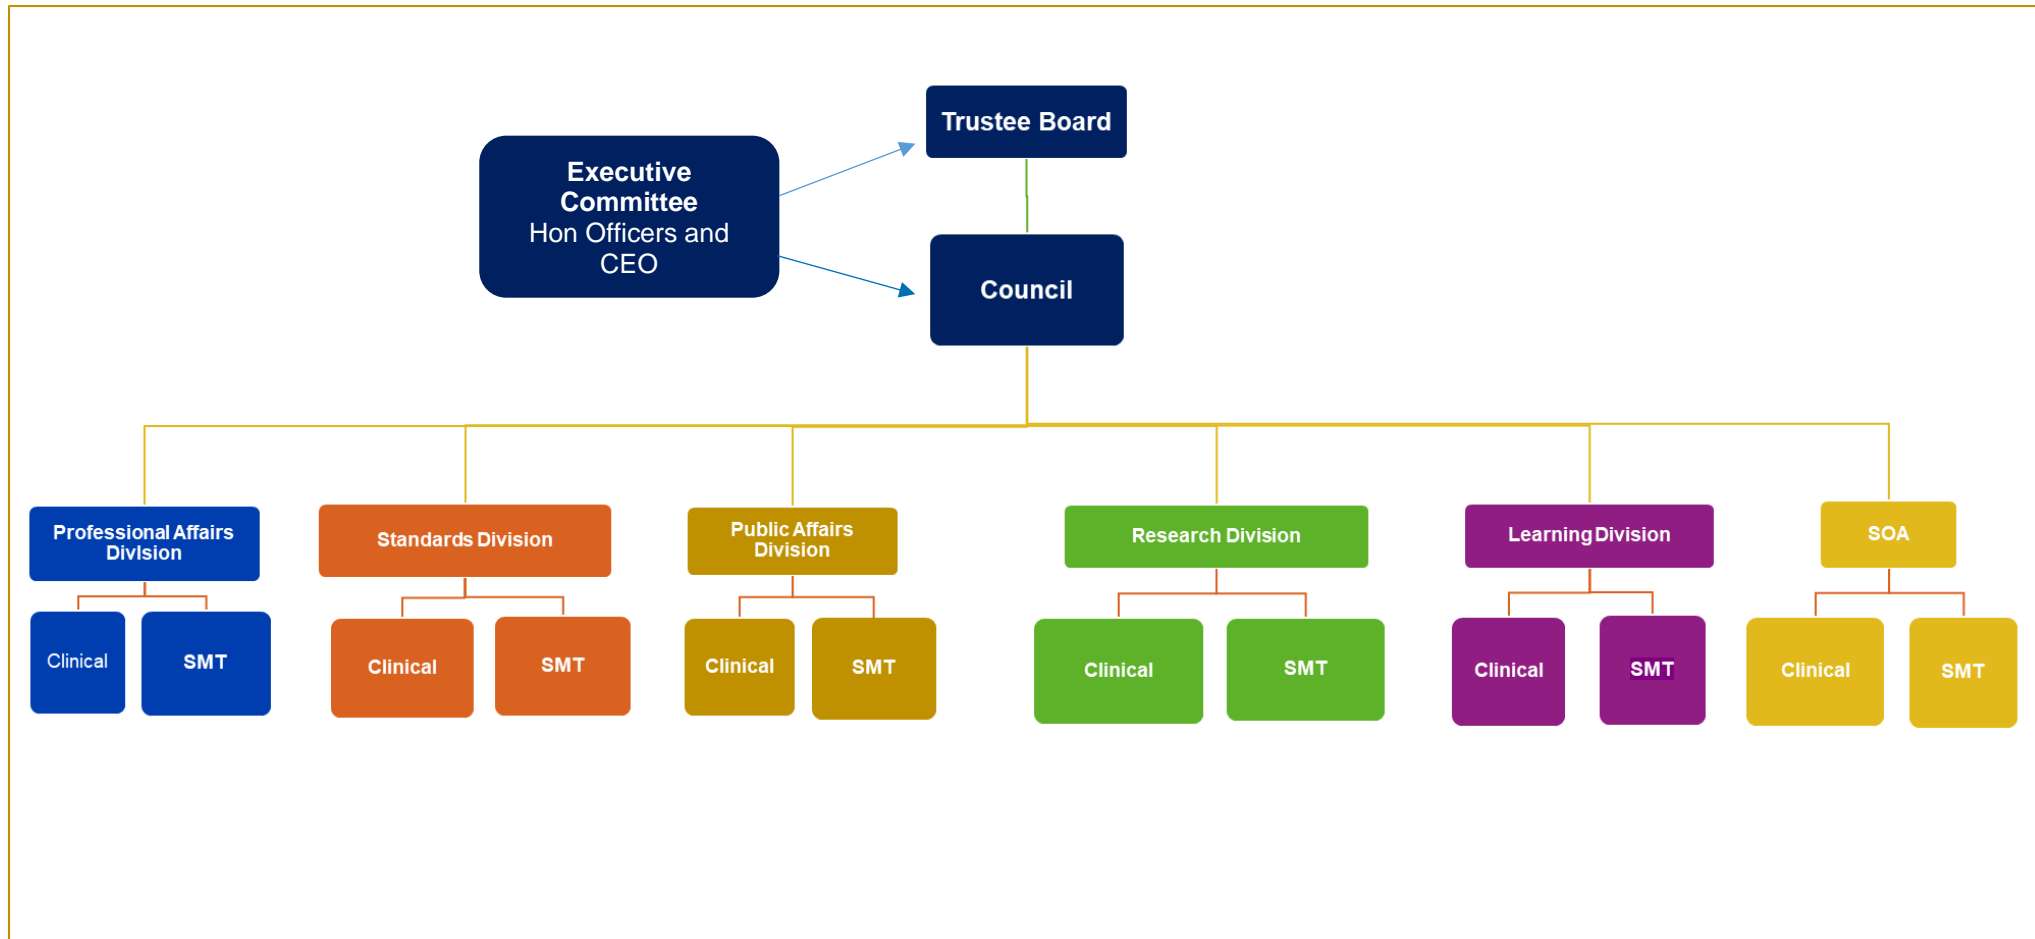 Trustee Board
Executive
Committee
Hon Officers and
CEO
Council
Professional Affairs
DivIsion
Standards Division
Public Affairs
Division
Research Division
Learning Division
SOA
Clinical
SMT
Clinical
SMT
Clinical
SMT
Clinical
SMT
Clinical
SMT
Clinical
SMT